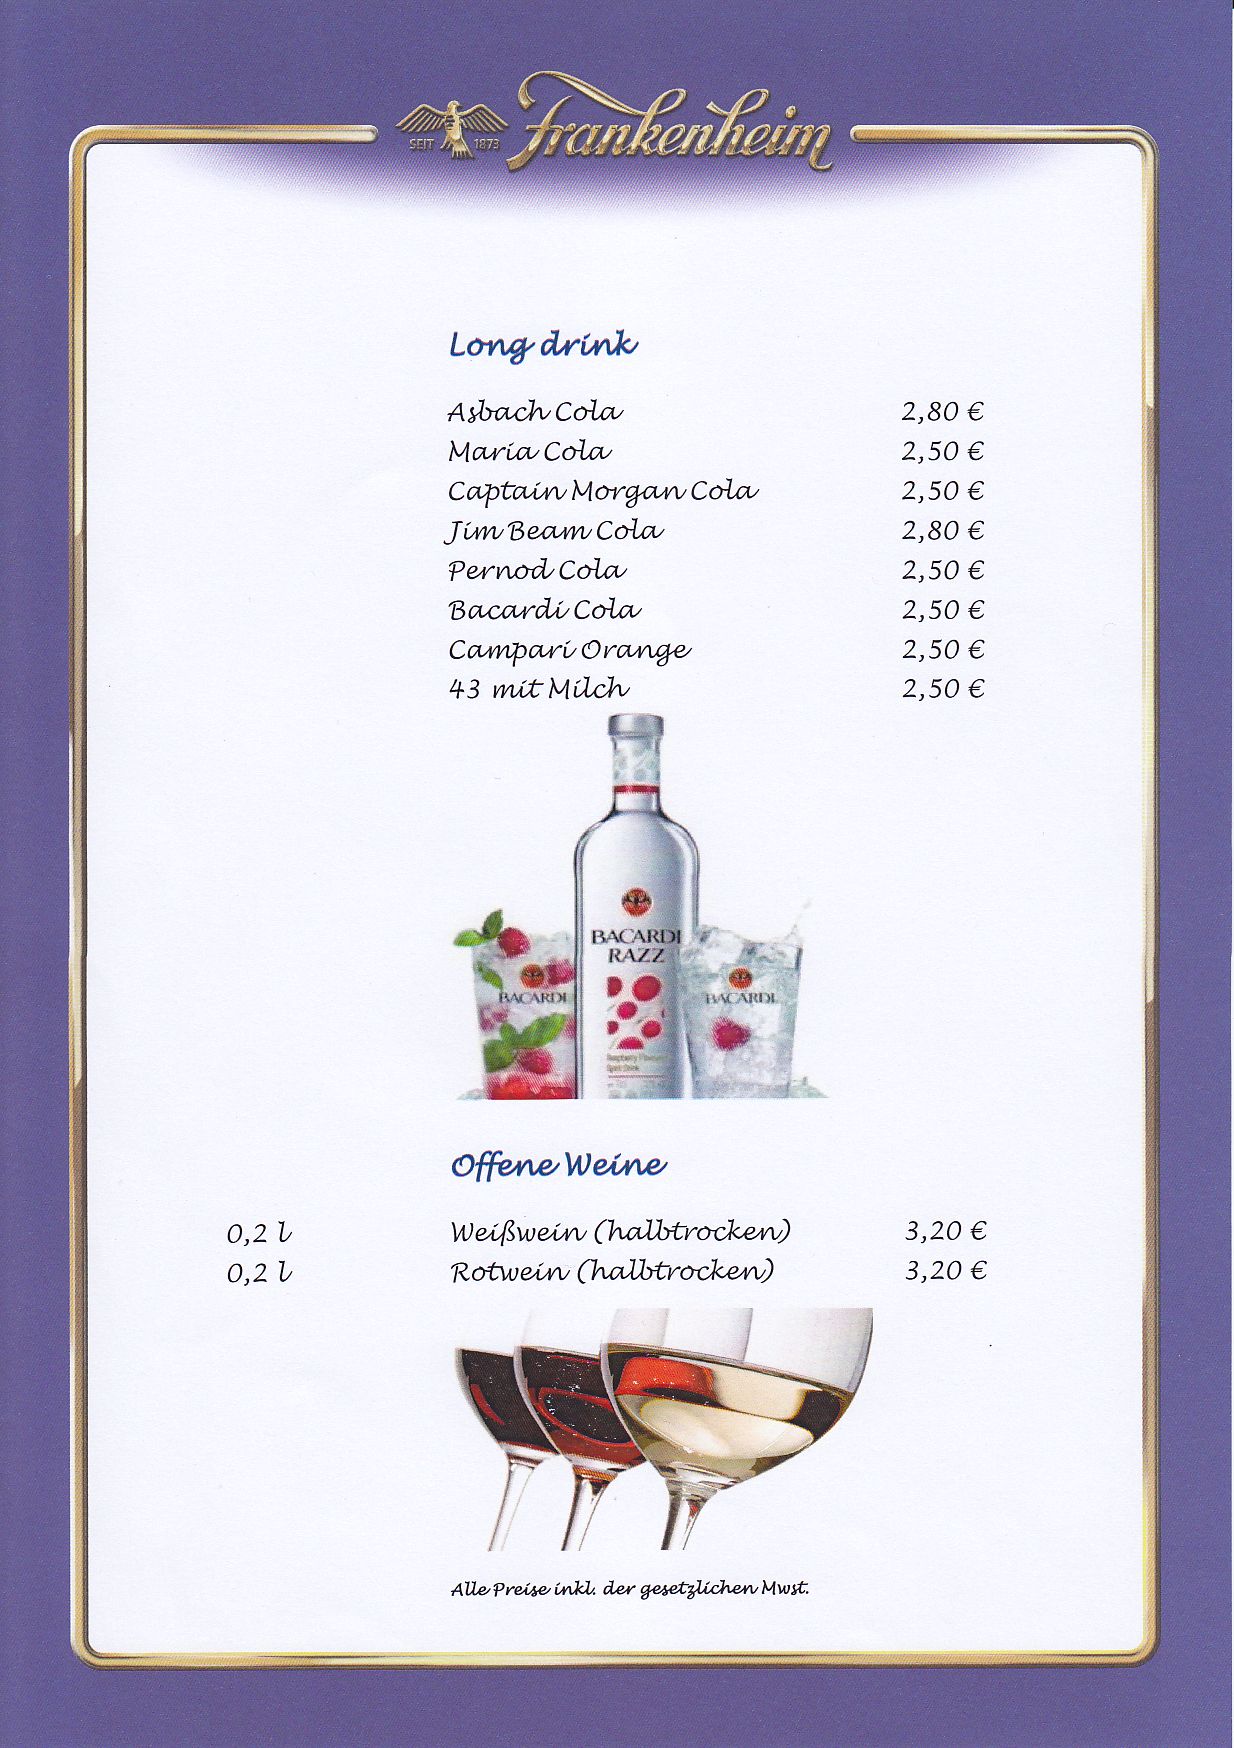 SEIT 1873 Frankenheim
Long drink
Asbach Cola 2,80 €
Maria Cola 2,50 €
Captain Morgan Cola 2,50 €
Jim Beam Cola 2,80 €
Pernod Cola 2,50 €
Bacardi Cola 2,50 €
Campari Orange 2,50 €
43 mit Milch 2,50 €
BACARDI
RAZZ
BACARDI
BACARDI
Offene Weine
0,2 l Weißwein (halbtrocken) 3,20 €
0,2 l Rotwein (halbtrocken) 3,20 €
Alle Preise inkl. der gesetzlichen Mwst.